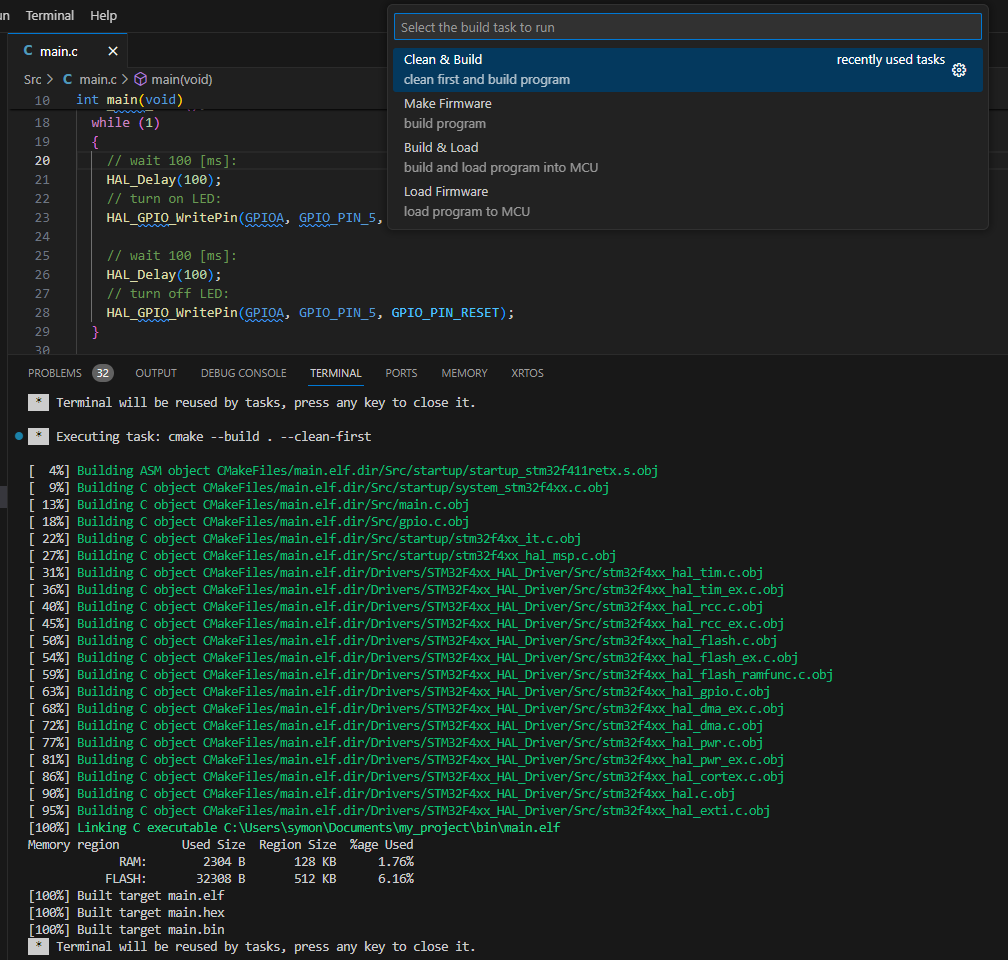 un Terminal Help
Select the build task to run
Clean & Build recently used tasks
clean first and build program
Make Firmware
build program
Build & Load
build and load program into MCU
Load Firmware
load program to MCU
C main.c ×
Src > C main.c > main(void)
10 int main(void)
18 while (1)
19 {
20 // wait 100 [ms]:
21 HAL_Delay(100);
22 // turn on LED:
23 HAL_GPIO_WritePin(GPIOA, GPIO_PIN_5,
24
25 // wait 100 [ms]:
26 HAL_Delay(100);
27 // turn off LED:
28 HAL_GPIO_WritePin(GPIOA, GPIO_PIN_5, GPIO_PIN_RESET);
29 }
30
PROBLEMS 32 OUTPUT DEBUG CONSOLE TERMINAL PORTS MEMORY XRTOS
* Terminal will be reused by tasks, press any key to close it.
* Executing task: cmake --build . --clean-first
[  4%] Building ASM object CMakeFiles/main.elf.dir/Src/startup/startup_stm32f411retx.s.obj
[  9%] Building C object CMakeFiles/main.elf.dir/Src/startup/system_stm32f4xx.c.obj
[ 13%] Building C object CMakeFiles/main.elf.dir/Src/main.c.obj
[ 18%] Building C object CMakeFiles/main.elf.dir/Src/gpio.c.obj
[ 22%] Building C object CMakeFiles/main.elf.dir/Src/startup/stm32f4xx_it.c.obj
[ 27%] Building C object CMakeFiles/main.elf.dir/Src/startup/stm32f4xx_hal_msp.c.obj
[ 31%] Building C object CMakeFiles/main.elf.dir/Drivers/STM32F4xx_HAL_Driver/Src/stm32f4xx_hal_tim.c.obj
[ 36%] Building C object CMakeFiles/main.elf.dir/Drivers/STM32F4xx_HAL_Driver/Src/stm32f4xx_hal_tim_ex.c.obj
[ 40%] Building C object CMakeFiles/main.elf.dir/Drivers/STM32F4xx_HAL_Driver/Src/stm32f4xx_hal_rcc.c.obj
[ 45%] Building C object CMakeFiles/main.elf.dir/Drivers/STM32F4xx_HAL_Driver/Src/stm32f4xx_hal_rcc_ex.c.obj
[ 50%] Building C object CMakeFiles/main.elf.dir/Drivers/STM32F4xx_HAL_Driver/Src/stm32f4xx_hal_flash.c.obj
[ 54%] Building C object CMakeFiles/main.elf.dir/Drivers/STM32F4xx_HAL_Driver/Src/stm32f4xx_hal_flash_ex.c.obj
[ 59%] Building C object CMakeFiles/main.elf.dir/Drivers/STM32F4xx_HAL_Driver/Src/stm32f4xx_hal_flash_ramfunc.c.obj
[ 63%] Building C object CMakeFiles/main.elf.dir/Drivers/STM32F4xx_HAL_Driver/Src/stm32f4xx_hal_gpio.c.obj
[ 68%] Building C object CMakeFiles/main.elf.dir/Drivers/STM32F4xx_HAL_Driver/Src/stm32f4xx_hal_dma_ex.c.obj
[ 72%] Building C object CMakeFiles/main.elf.dir/Drivers/STM32F4xx_HAL_Driver/Src/stm32f4xx_hal_dma.c.obj
[ 77%] Building C object CMakeFiles/main.elf.dir/Drivers/STM32F4xx_HAL_Driver/Src/stm32f4xx_hal_pwr.c.obj
[ 81%] Building C object CMakeFiles/main.elf.dir/Drivers/STM32F4xx_HAL_Driver/Src/stm32f4xx_hal_pwr_ex.c.obj
[ 86%] Building C object CMakeFiles/main.elf.dir/Drivers/STM32F4xx_HAL_Driver/Src/stm32f4xx_hal_cortex.c.obj
[ 90%] Building C object CMakeFiles/main.elf.dir/Drivers/STM32F4xx_HAL_Driver/Src/stm32f4xx_hal.c.obj
[ 95%] Building C object CMakeFiles/main.elf.dir/Drivers/STM32F4xx_HAL_Driver/Src/stm32f4xx_hal_exti.c.obj
[100%] Linking C executable C:\Users\symon\Documents\my_project\bin\main.elf
Memory region Used Size Region Size %age Used
RAM: 2304 B 128 KB 1.76%
FLASH: 32308 B 512 KB 6.16%
[100%] Built target main.elf
[100%] Built target main.hex
[100%] Built target main.bin
* Terminal will be reused by tasks, press any key to close it.